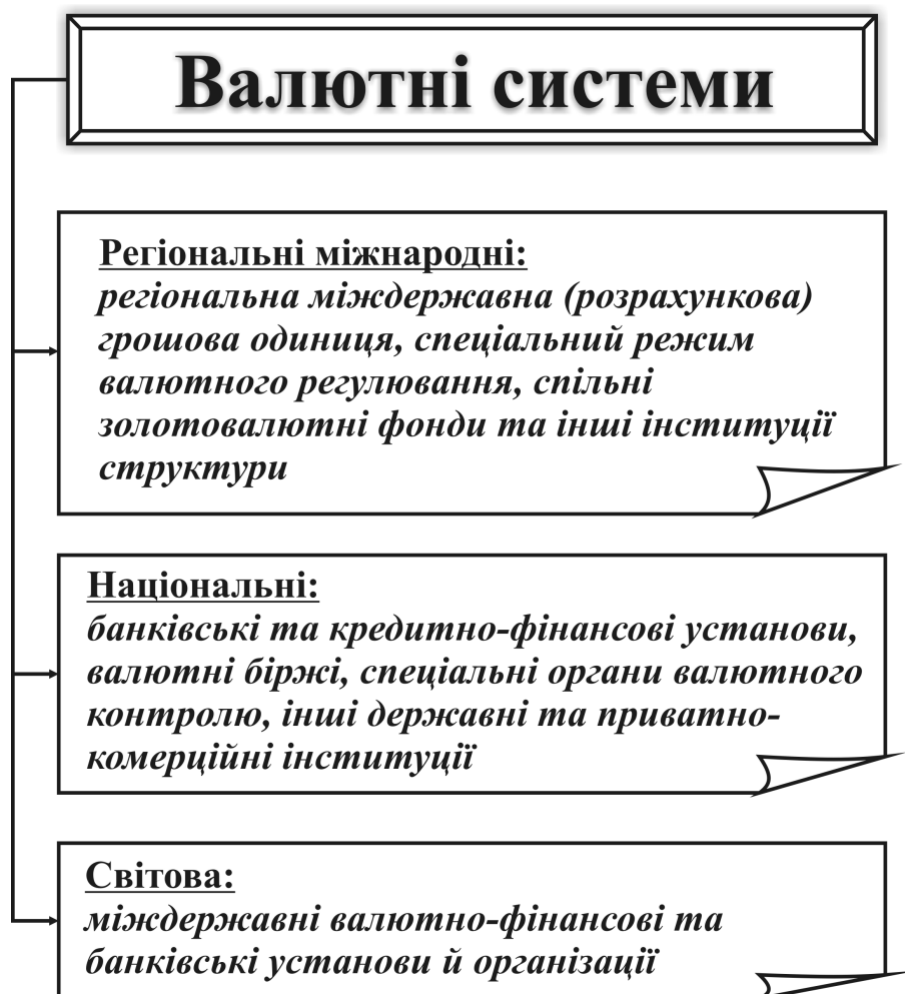 Валютні системи
Регіональні міжнародні:
регіональна міждержавна (розрахункова)
грошова одиниця, спеціальний режим
валютного регулювання, спільні
золотовалютні фонди та інші інституції
структури
Національні:
банківські та кредитно-фінансові установи,
валютні біржі, спеціальні органи валютного
контролю, інші державні та приватно-
комерційні інституції
Світова:
міждержавні валютно-фінансові та
банківські установи й організації